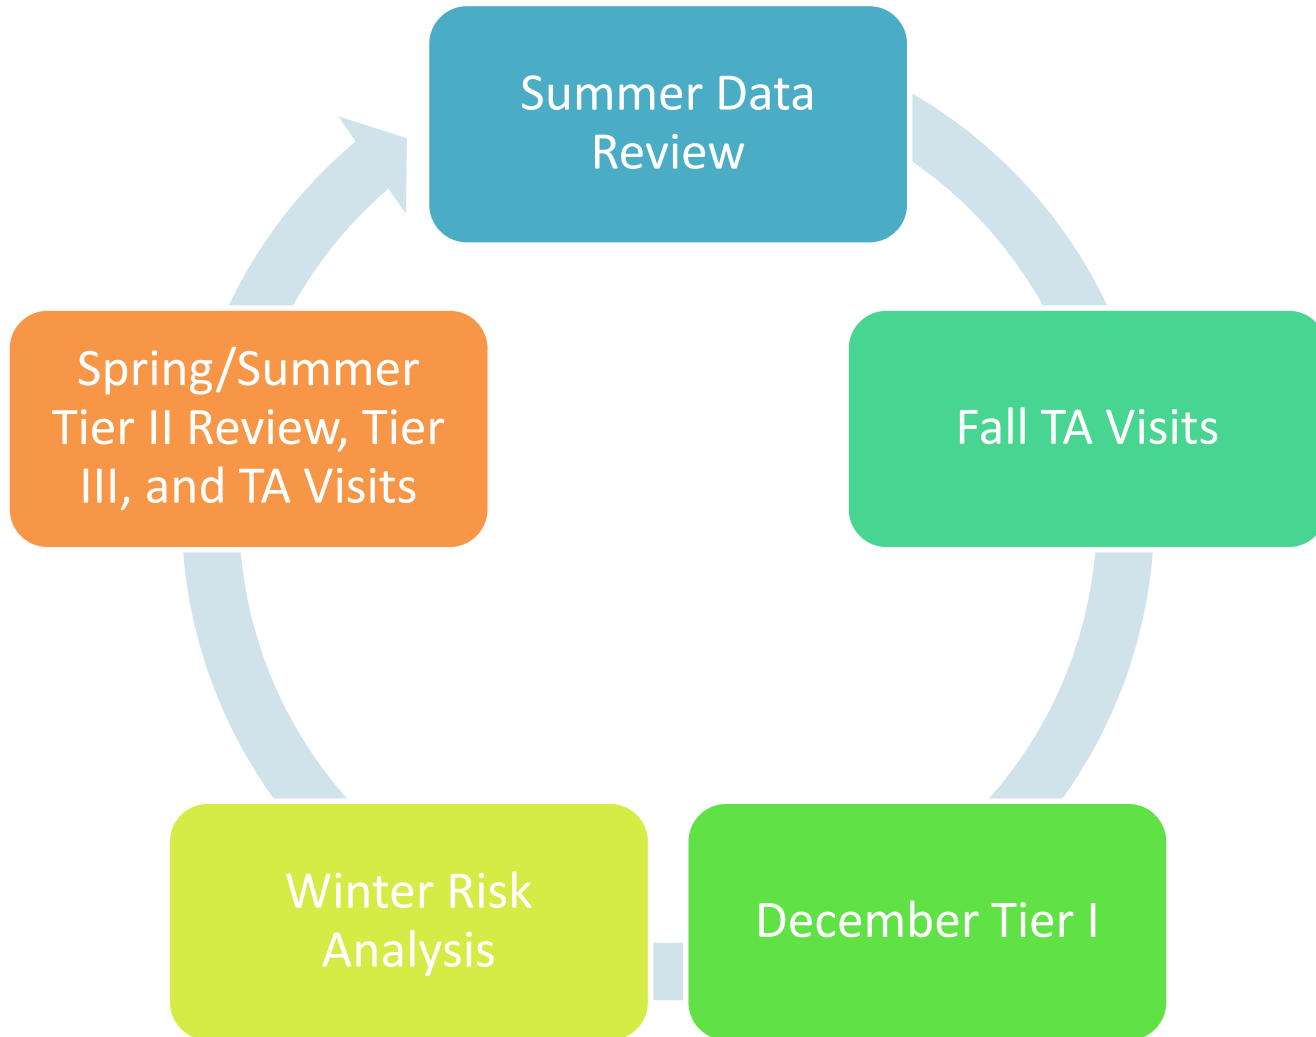 Summer Data
Review
Fall TA Visits
December Tier I
Winter Risk
Analysis
Spring/Summer
Tier II Review, Tier
III, and TA Visits